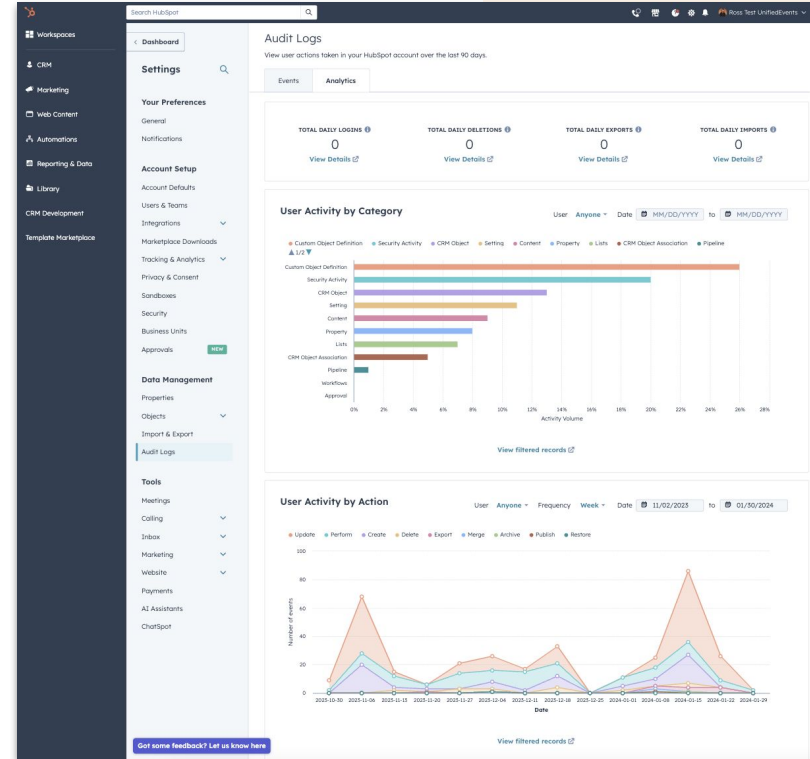 Search HubSpot
Ross Test UnifiedEvents
Workspaces
CRM
Marketing
Web Content
Automations
Reporting & Data
Library
CRM Development
Template Marketplace
Dashboard
Settings
Your Preferences
General
Notifications
Account Setup
Account Defaults
Users & Teams
Integrations
Marketplace Downloads
Tracking & Analytics
Privacy & Consent
Sandboxes
Security
Business Units
Approvals NEW
Data Management
Properties
Objects
Import & Export
Audit Logs
Tools
Meetings
Calling
Inbox
Marketing
Website
Payments
AI Assistants
ChatSpot
Got some feedback? Let us know here
Audit Logs
View user actions taken in your HubSpot account over the last 90 days.
Events Analytics
TOTAL DAILY LOGINS TOTAL DAILY DELETIONS TOTAL DAILY EXPORTS TOTAL DAILY IMPORTS
0 0 0 0
View Details View Details View Details View Details
User Activity by Category User Anyone Date MM/DD/YYYY to MM/DD/YYYY
Custom Object Definition Security Activity CRM Object Setting Content Property Lists CRM Object Association Pipeline
1/2
Custom Object Definition
Security Activity
CRM Object
Setting
Content
Property
Lists
CRM Object Association
Pipeline
Workflows
Approval
0% 2% 4% 6% 8% 10% 12% 14% 16% 18% 20% 22% 24% 26% 28%
Activity Volume
View filtered records
User Activity by Action User Anyone Frequency Week Date 11/02/2023 to 01/30/2024
Update Perform Create Delete Export Merge Archive Publish Restore
100
80
60
40
20
0
Number of events
2023-10-30 2023-11-06 2023-11-13 2023-11-20 2023-11-27 2023-12-04 2023-12-11 2023-12-18 2023-12-25 2024-01-01 2024-01-08 2024-01-15 2024-01-22 2024-01-29
Date
View filtered records